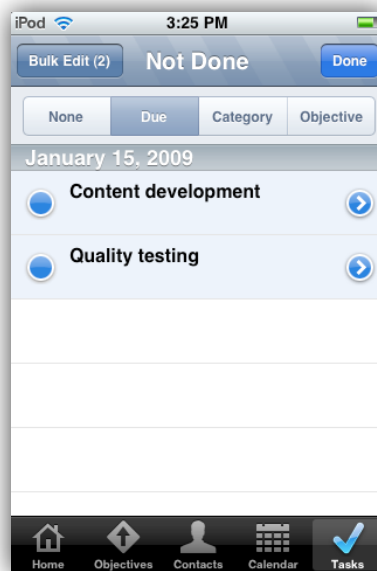 iPod 3:25 PM
Bulk Edit (2) Not Done Done
None Due Category Objective
January 15, 2009
Content development
Quality testing
Home Objectives Contacts Calendar Tasks